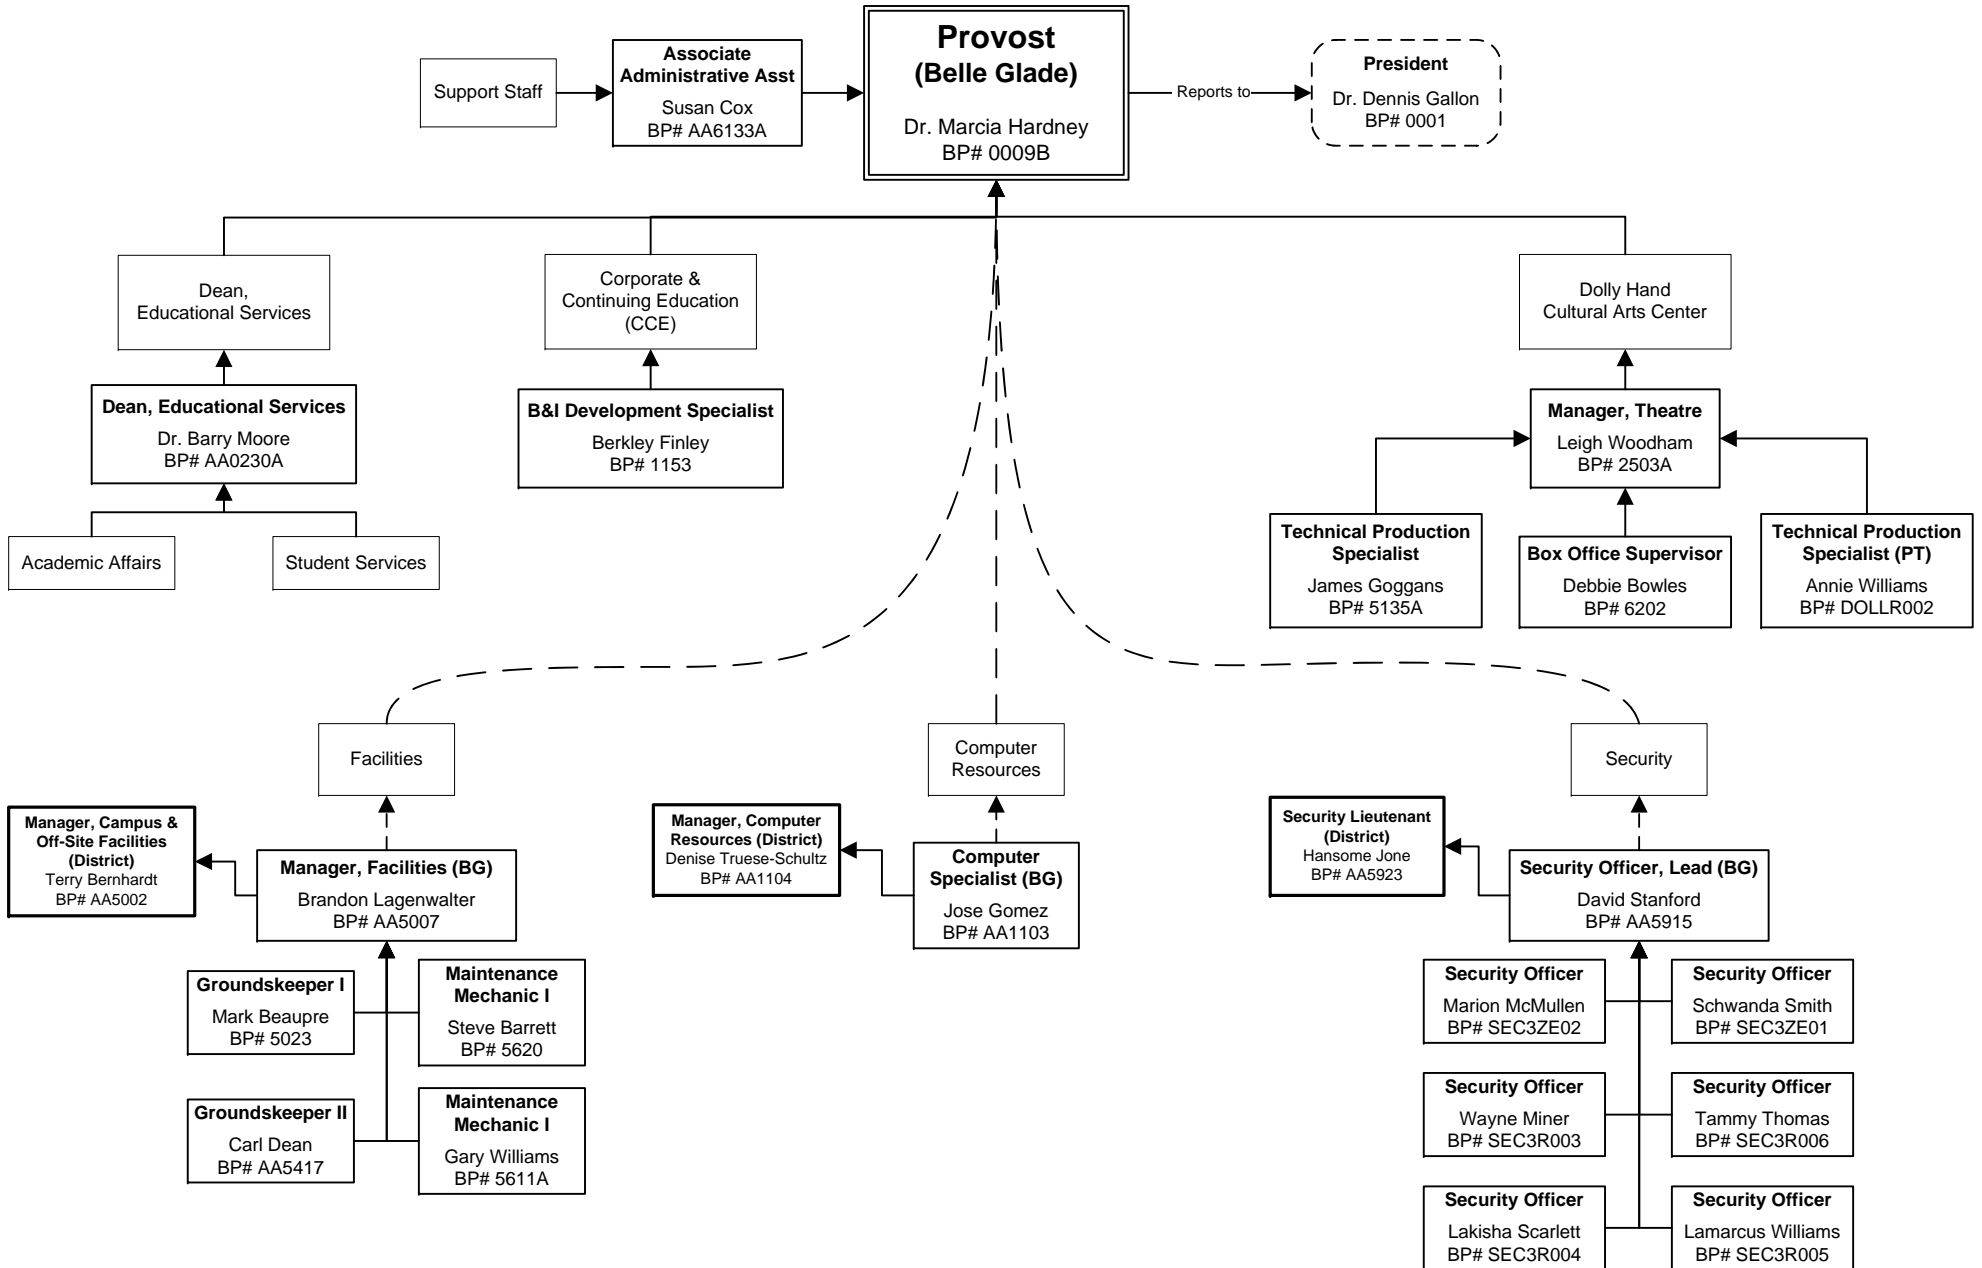 Provost
(Belle Glade)
Dr. Marcia Hardney
BP# 0009B
Support Staff
Associate
Administrative Asst
Susan Cox
BP# AA6133A
Reports to
President
Dr. Dennis Gallon
BP# 0001
Dean,
Educational Services
Dean, Educational Services
Dr. Barry Moore
BP# AA0230A
Academic Affairs
Student Services
Corporate &
Continuing Education
(CCE)
B&I Development Specialist
Berkley Finley
BP# 1153
Dolly Hand
Cultural Arts Center
Manager, Theatre
Leigh Woodham
BP# 2503A
Technical Production
Specialist
James Goggans
BP# 5135A
Box Office Supervisor
Debbie Bowles
BP# 6202
Technical Production
Specialist (PT)
Annie Williams
BP# DOLLR002
Facilities
Manager, Campus &
Off-Site Facilities
(District)
Terry Bernhardt
BP# AA5002
Manager, Facilities (BG)
Brandon Lagenwalter
BP# AA5007
Groundskeeper I
Mark Beaupre
BP# 5023
Maintenance
Mechanic I
Steve Barrett
BP# 5620
Groundskeeper II
Carl Dean
BP# AA5417
Maintenance
Mechanic I
Gary Williams
BP# 5611A
Computer
Resources
Manager, Computer
Resources (District)
Denise Truese-Schultz
BP# AA1104
Computer
Specialist (BG)
Jose Gomez
BP# AA1103
Security
Security Lieutenant
(District)
Hansome Jone
BP# AA5923
Security Officer, Lead (BG)
David Stanford
BP# AA5915
Security Officer
Marion McMullen
BP# SEC3ZE02
Security Officer
Schwanda Smith
BP# SEC3ZE01
Security Officer
Wayne Miner
BP# SEC3R003
Security Officer
Tammy Thomas
BP# SEC3R006
Security Officer
Lakisha Scarlett
BP# SEC3R004
Security Officer
Lamarcus Williams
BP# SEC3R005